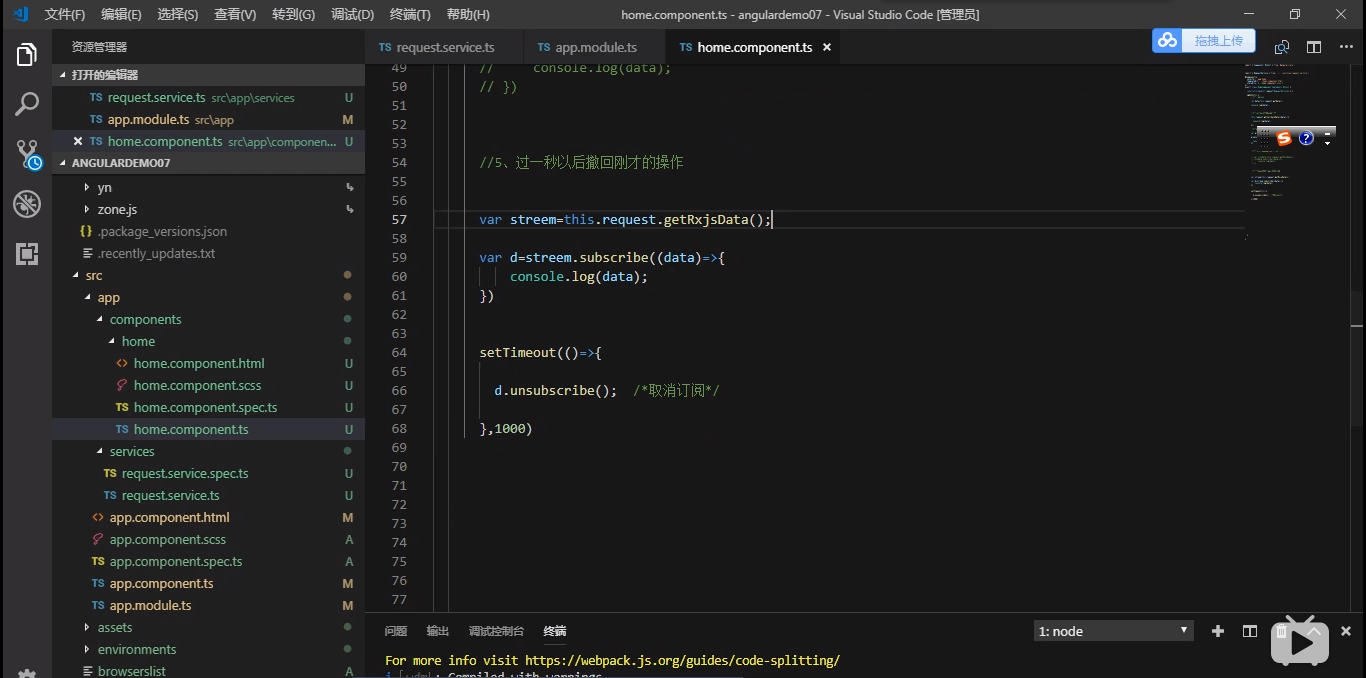 文件(F) 编辑(E) 选择(S) 查看(V) 转到(G) 调试(D) 终端(T) 帮助(H) home.component.ts - angulardemo07 - Visual Studio Code [管理员]
资源管理器
TS request.service.ts TS app.module.ts TS home.component.ts ×
拖拽上传
打开的编辑器
TS request.service.ts src\app\services U
TS app.module.ts src\app M
× TS home.component.ts src\app\componen... U
ANGULARDEMO07
yn
zone.js
{} .package_versions.json
.recently_updates.txt
src
app
components
home
<> home.component.html U
home.component.scss U
TS home.component.spec.ts U
TS home.component.ts U
services
TS request.service.spec.ts U
TS request.service.ts U
<> app.component.html M
app.component.scss A
TS app.component.spec.ts A
TS app.component.ts M
TS app.module.ts M
assets
environments
browserslist A
49 // console.log(data);
50 // })
51
52
53
54 //5、过一秒以后撤回刚才的操作
55
56
57 var streem=this.request.getRxjsData();
58
59 var d=streem.subscribe((data)=>{
60 console.log(data);
61 })
62
63
64 setTimeout(()=>{
65
66 d.unsubscribe(); /*取消订阅*/
67
68 },1000)
69
70
71
72
73
74
75
76
77
问题 输出 调试控制台 终端 1: node
For more info visit https://webpack.js.org/guides/code-splitting/
i [wdm]: Compiled with warnings.